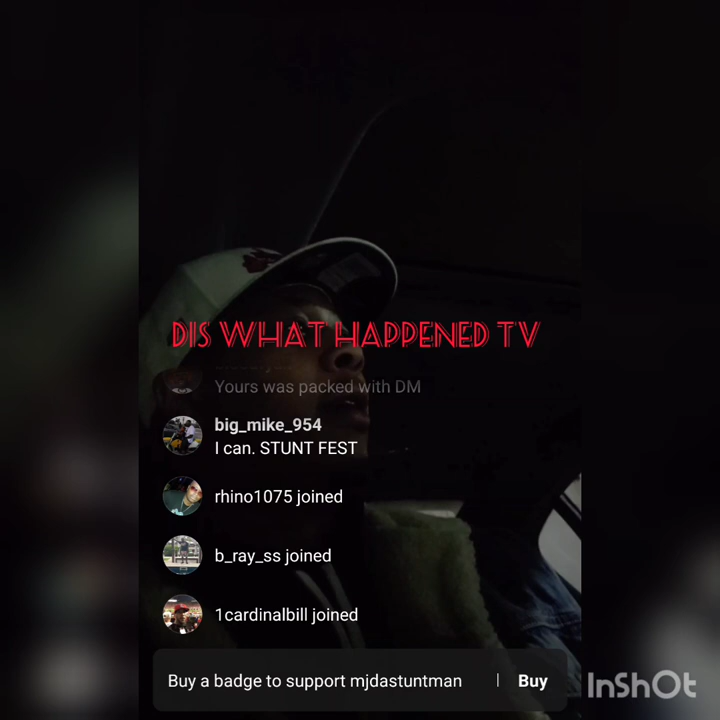 DIS WHAT HAPPENED TV
Yours was packed with DM
big_mike_954
I can. STUNT FEST
rhino1075 joined
b_ray_ss joined
1cardinalbill joined
Buy a badge to support mjdastuntman | Buy
InShOt